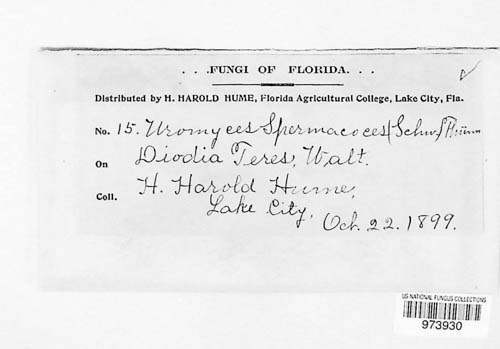 . . .FUNGI OF FLORIDA. . .
Distributed by H. HAROLD HUME, Florida Agricultural College, Lake City, Fla.
No. 15. Uromyces Spermacoces (Schw)
On Diodia Teres, Walt.
Coll. H. Harold Hume,
Lake City,
Oct. 22. 1899.
US NATIONAL FUNGUS COLLECTIONS
973930